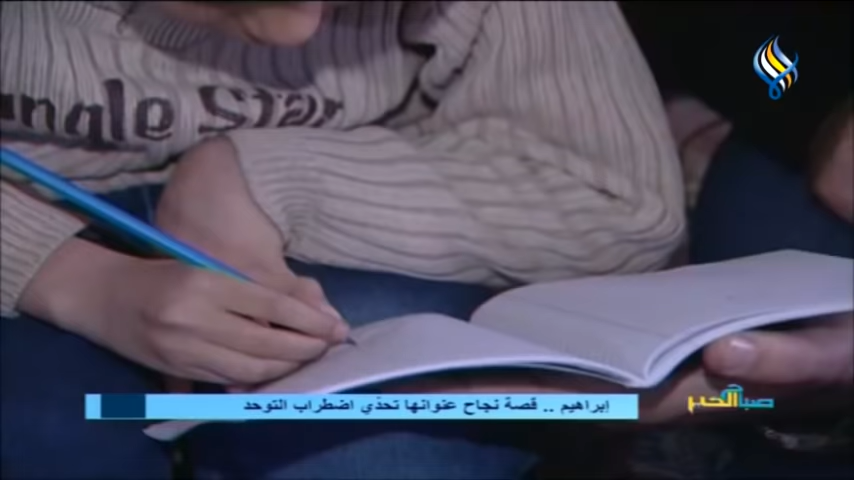 ngle Star
إبراهيم .. قصة نجاح عنوانها تحدّي اضطراب التوحد
صباح الخير